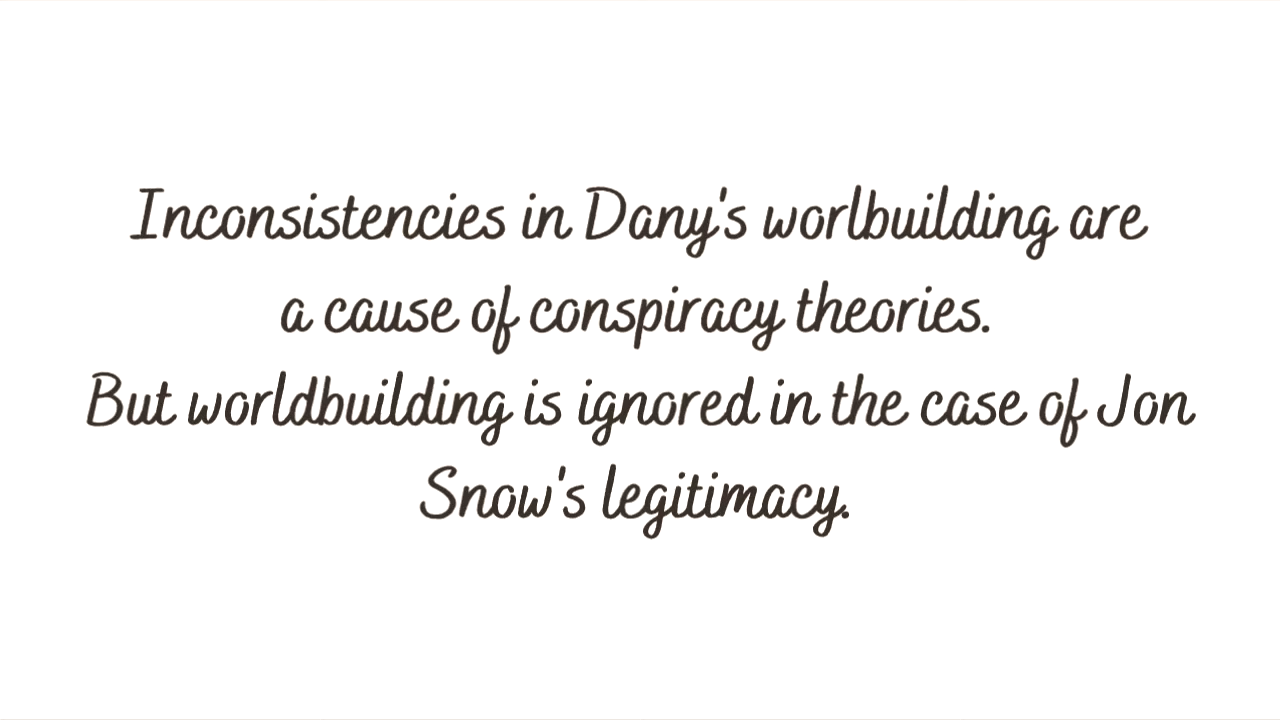 Inconsistencies in Dany's worlbuilding are
a cause of conspiracy theories.
But worldbuilding is ignored in the case of Jon
Snow's legitimacy.